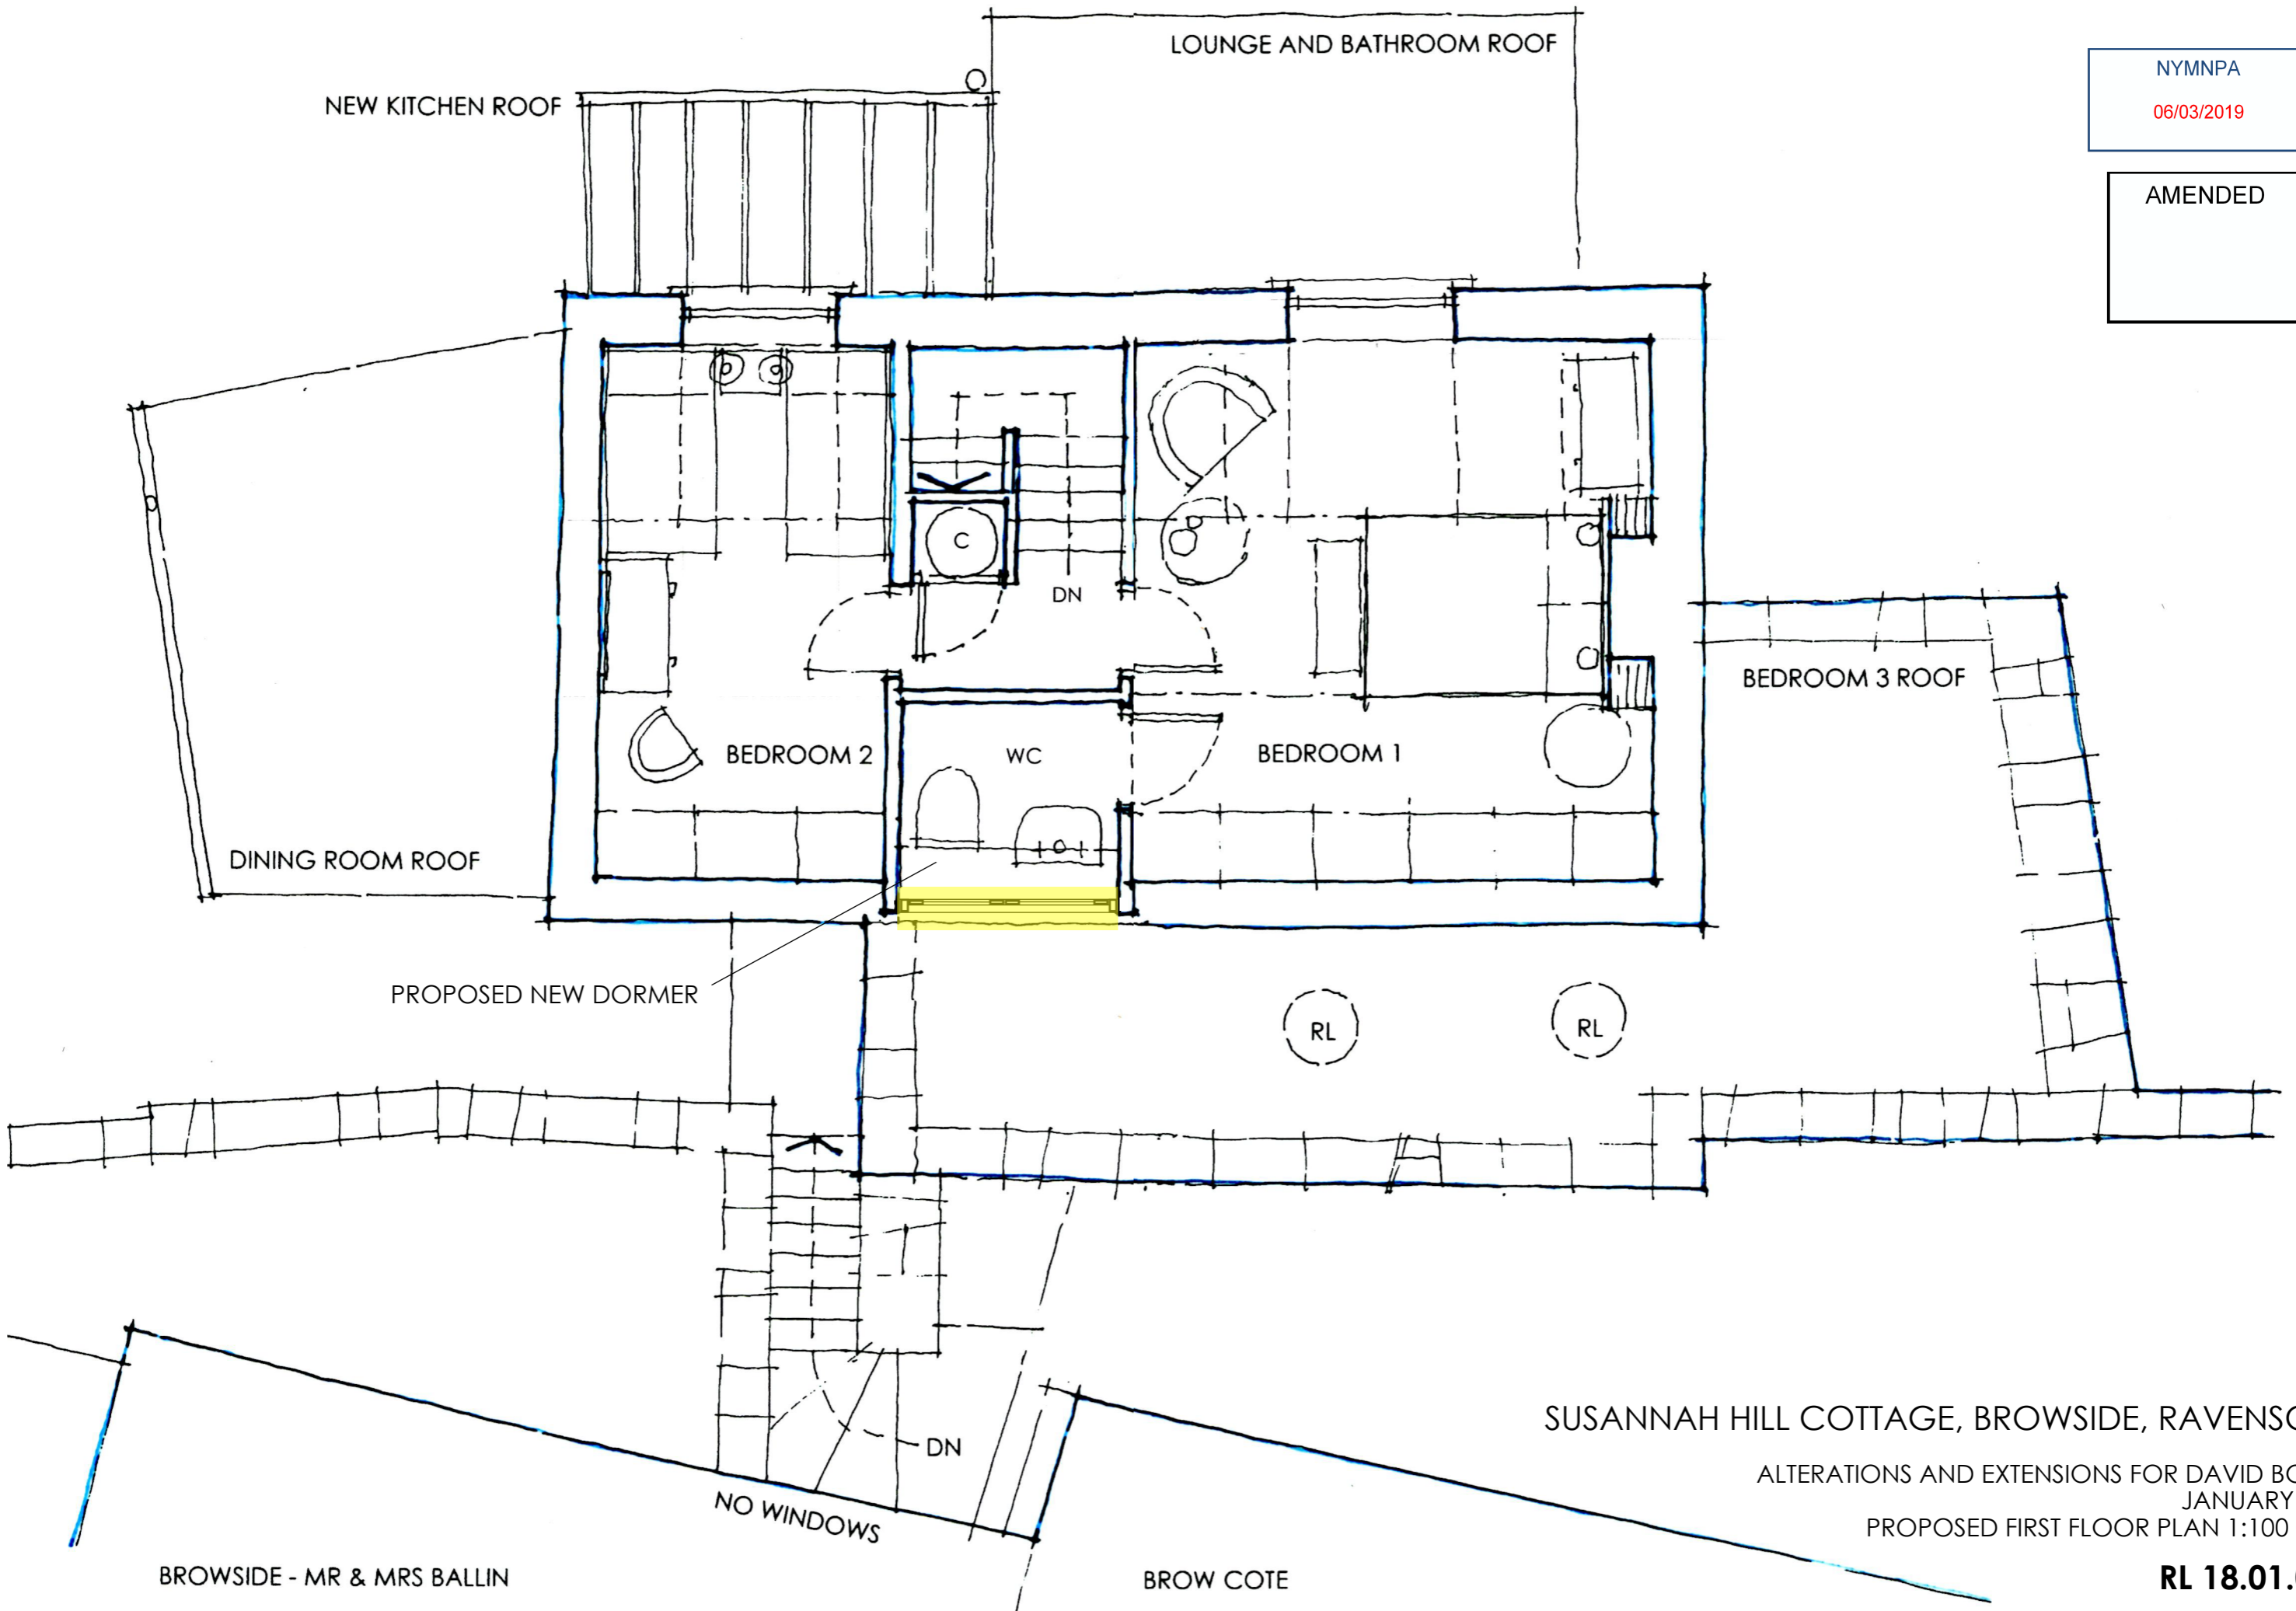 LOUNGE AND BATHROOM ROOF
NYMNPA
06/03/2019
NEW KITCHEN ROOF
AMENDED
C
DN
BEDROOM 3 ROOF
BEDROOM 2
WC
BEDROOM 1
DINING ROOM ROOF
PROPOSED NEW DORMER
RL
RL
DN
NO WINDOWS
SUSANNAH HILL COTTAGE, BROWSIDE,
ALTERATIONS AND EXTENSIONS FOR DAVID
JANUARY
PROPOSED FIRST FLOOR PLAN 1:100
RL 18.01.
BROWSIDE - MR & MRS BALLIN
BROW COTE